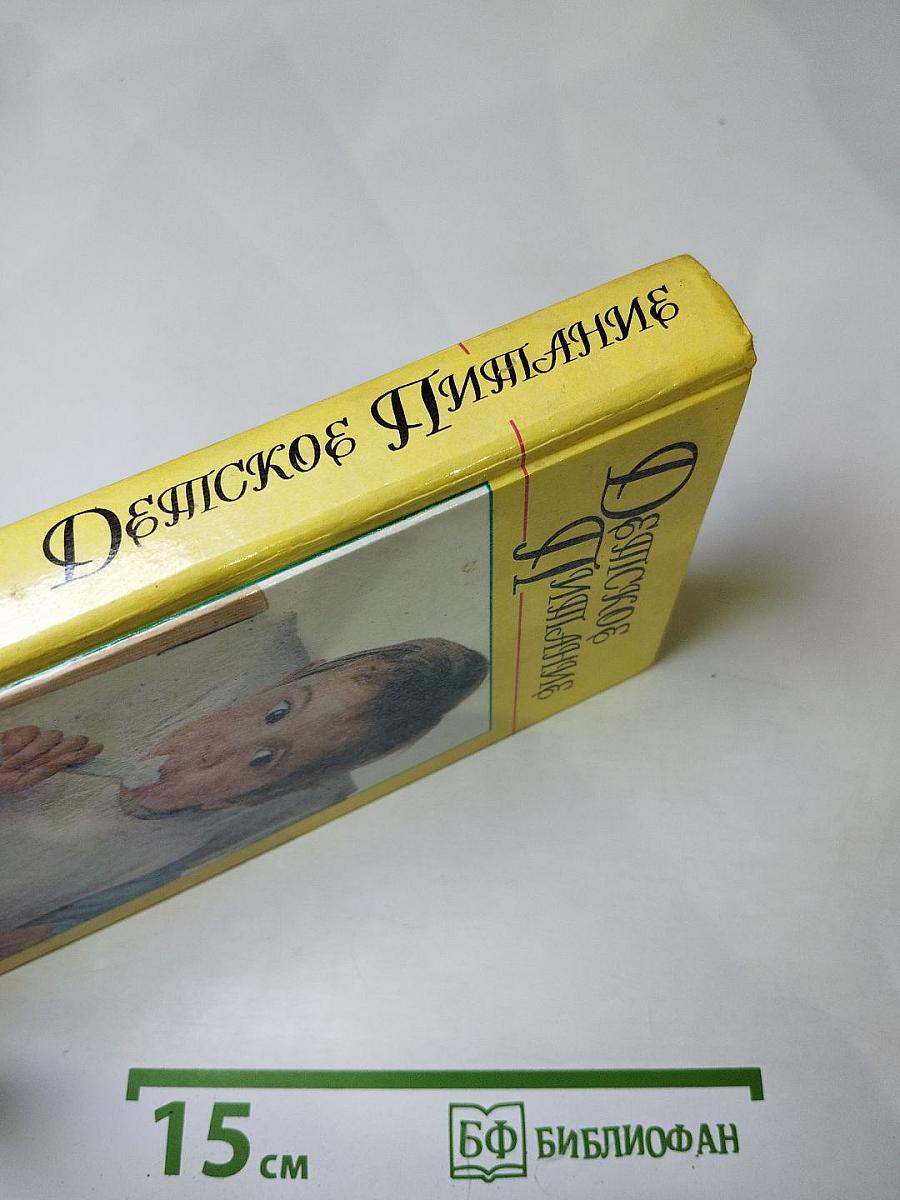 Детское Питание
Детское
Питание
15 см
БФ БИБЛИОФАН